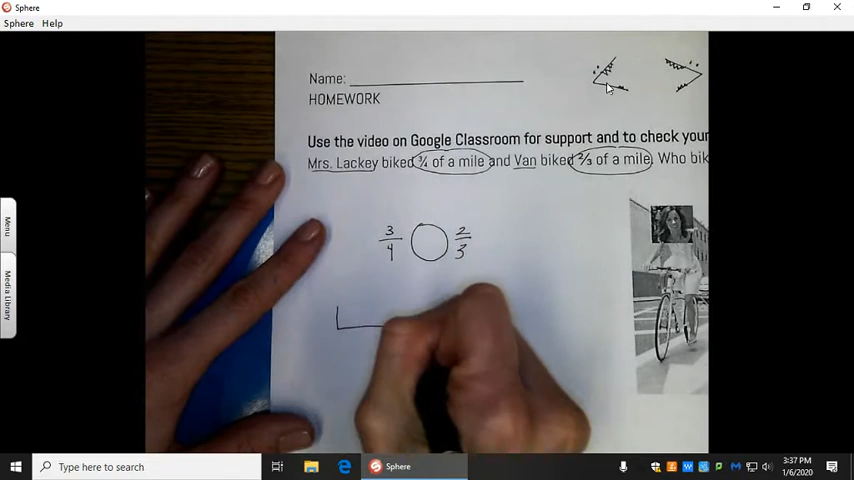 Sphere
Sphere Help
Name:
HOMEWORK
Use the video on Google Classroom for support and to check your
Mrs. Lackey biked ¾ of a mile and Van biked ⅔ of a mile. Who bik
3/4 ○ 2/3
Menu
Media Library
Type here to search
Sphere
3:37 PM
1/6/2020